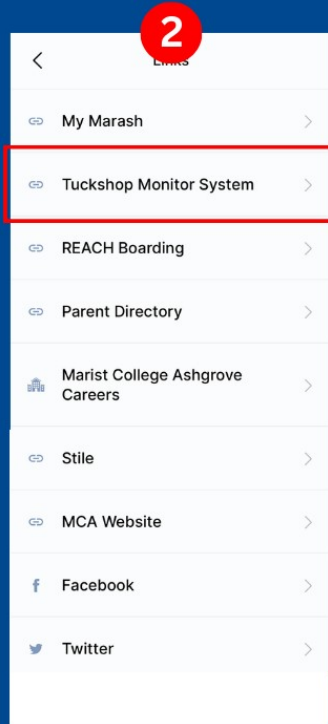 2
Links
My Marash
Tuckshop Monitor System
REACH Boarding
Parent Directory
Marist College Ashgrove
Careers
Stile
MCA Website
Facebook
Twitter